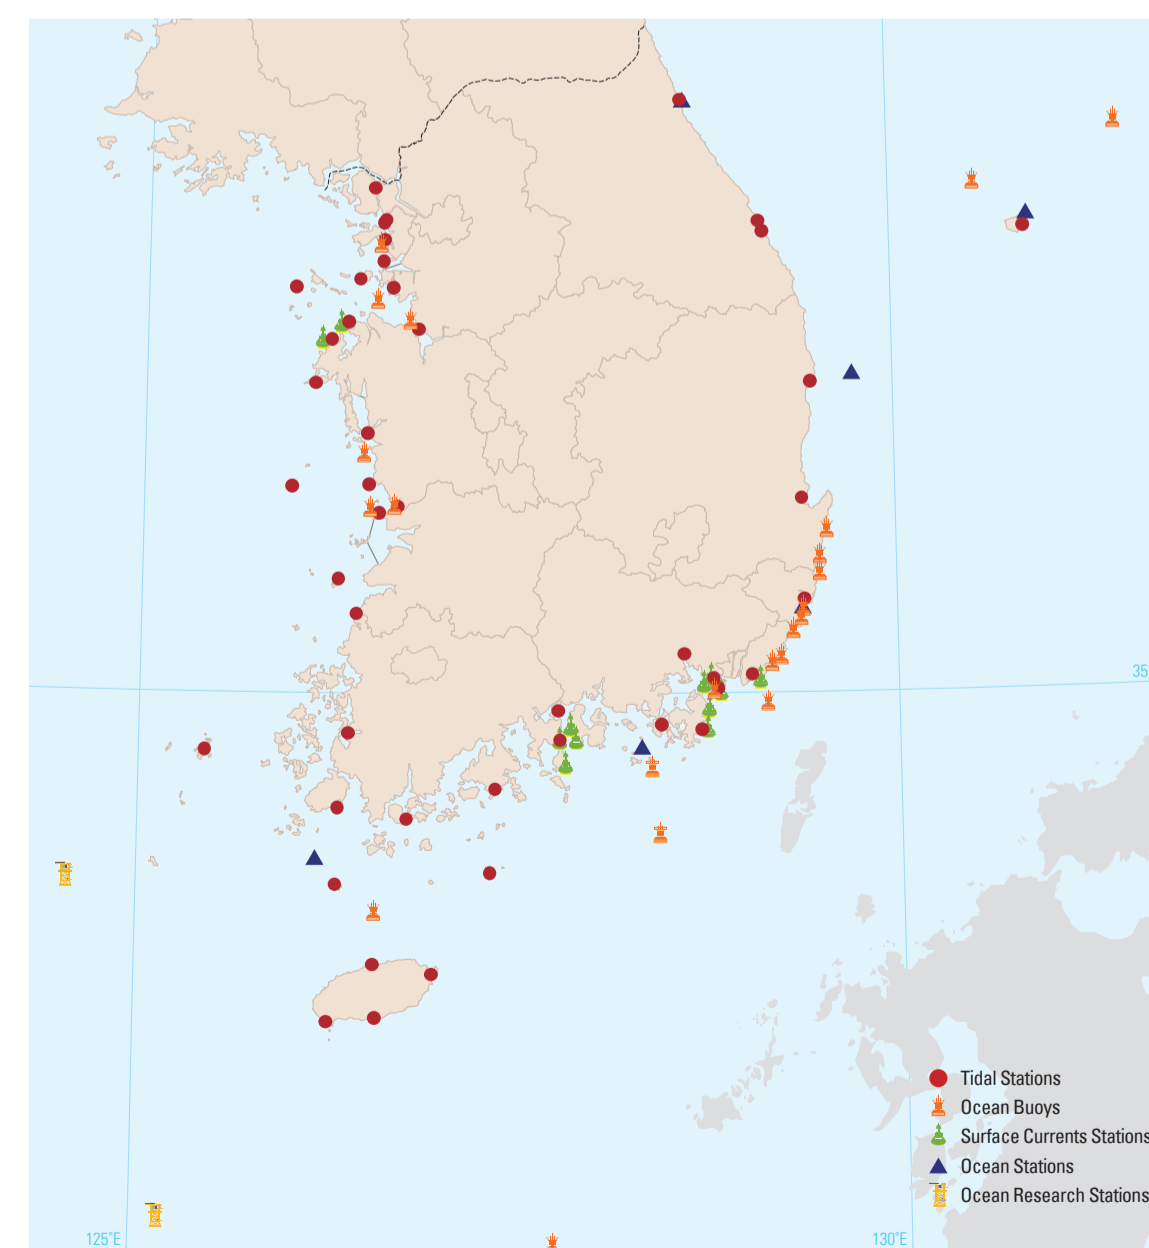 35
Tidal Stations
Ocean Buoys
Surface Currents Stations
Ocean Stations
Ocean Research Stations
125°E
130°E